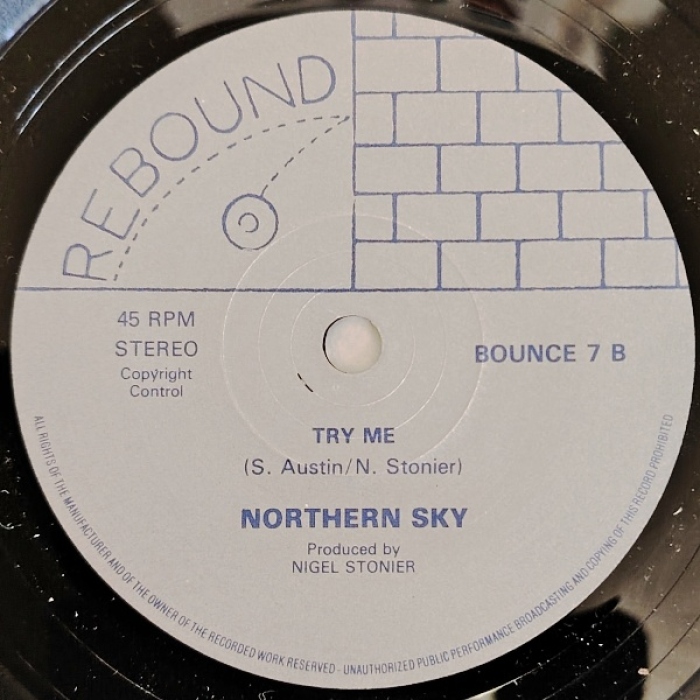 REBOUND
45 RPM
STEREO
Copyright
Control
BOUNCE 7 B
TRY ME
(S. Austin/N. Stonier)
NORTHERN SKY
Produced by
NIGEL STONIER
ALL RIGHTS OF THE MANUFACTURER AND OF THE OWNER OF THE RECORDED WORK RESERVED - UNAUTHORIZED PUBLIC PERFORMANCE BROADCASTING AND COPYING OF THIS RECORD PROHIBITED